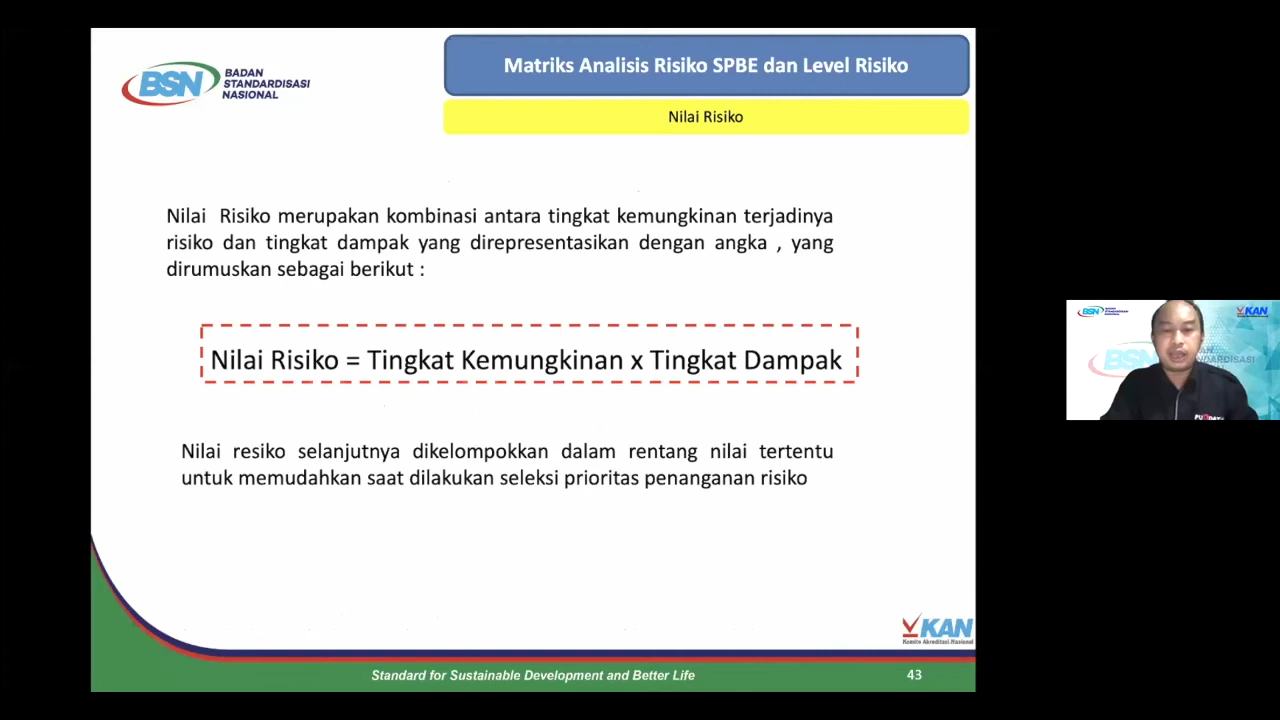 BSN
BADAN
STANDARDISASI
NASIONAL
Matriks Analisis Risiko SPBE dan Level Risiko
Nilai Risiko
Nilai Risiko merupakan kombinasi antara tingkat kemungkinan terjadinya
risiko dan tingkat dampak yang direpresentasikan dengan angka , yang
dirumuskan sebagai berikut :
Nilai Risiko = Tingkat Kemungkinan x Tingkat Dampak
Nilai resiko selanjutnya dikelompokkan dalam rentang nilai tertentu
untuk memudahkan saat dilakukan seleksi prioritas penanganan risiko
KAN
Komite Akreditasi Nasional
Standard for Sustainable Development and Better Life
43
BSN
KAN
BSN